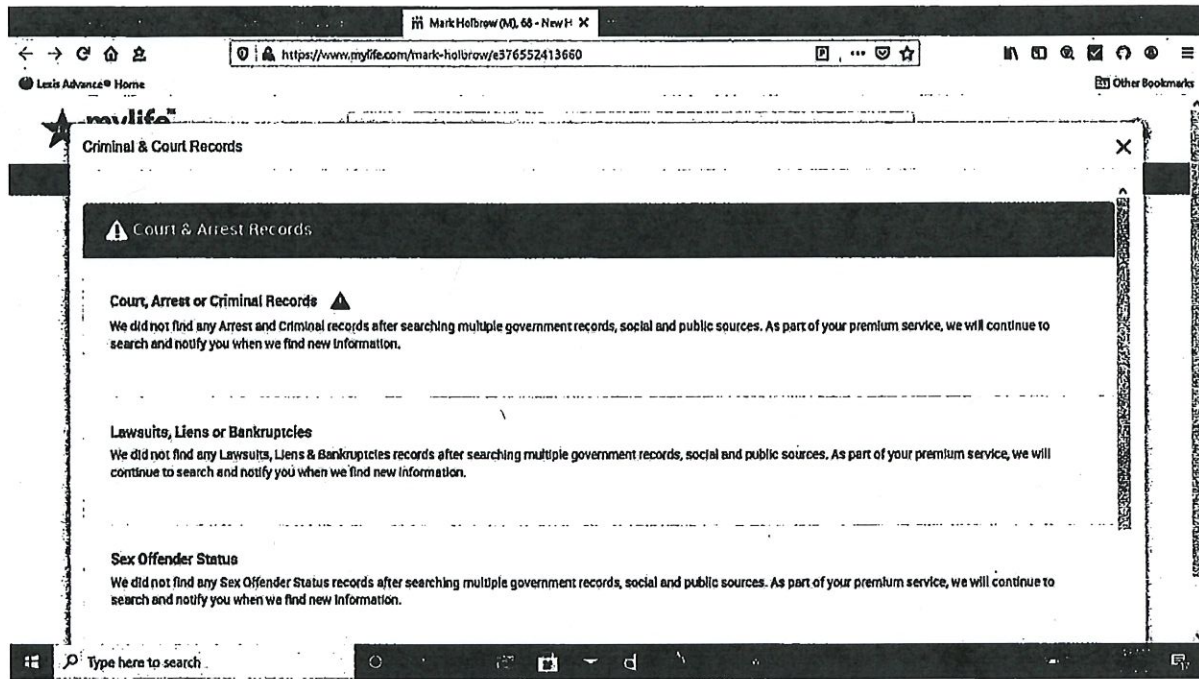 Mark Holbrow (M), 68 - New H
https://www.mylife.com/mark-holbrow/e376552413660
Lexis Advance® Home
Other Bookmarks
mylife™
Criminal & Court Records
Court & Arrest Records
Court, Arrest or Criminal Records
We did not find any Arrest and Criminal records after searching multiple government records, social and public sources. As part of your premium service, we will continue to
search and notify you when we find new information.
Lawsuits, Liens or Bankruptcies
We did not find any Lawsuits, Liens & Bankruptcies records after searching multiple government records, social and public sources. As part of your premium service, we will
continue to search and notify you when we find new information.
Sex Offender Status
We did not find any Sex Offender Status records after searching multiple government records, social and public sources. As part of your premium service, we will continue to
search and notify you when we find new information.
Type here to search